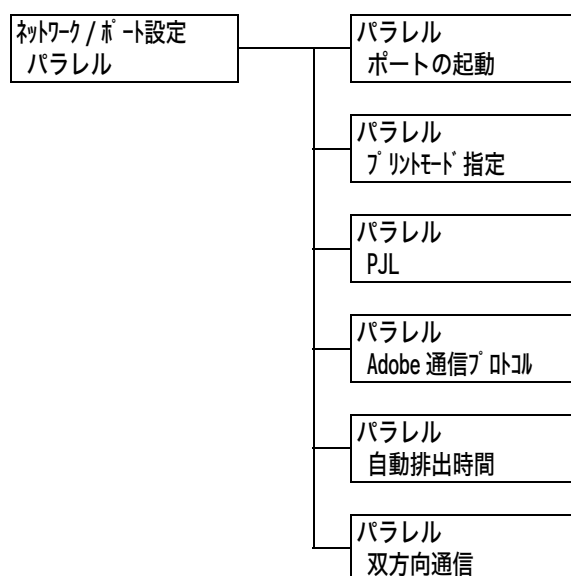 ﾈｯﾄﾜｰｸ / ﾎﾟｰﾄ設定
パラレル
パラレル
ポートの起動
パラレル
ﾌﾟﾘﾝﾄﾓｰﾄﾞ指定
パラレル
PJL
パラレル
Adobe 通信ﾌﾟﾛﾄｺﾙ
パラレル
自動排出時間
パラレル
双方向通信